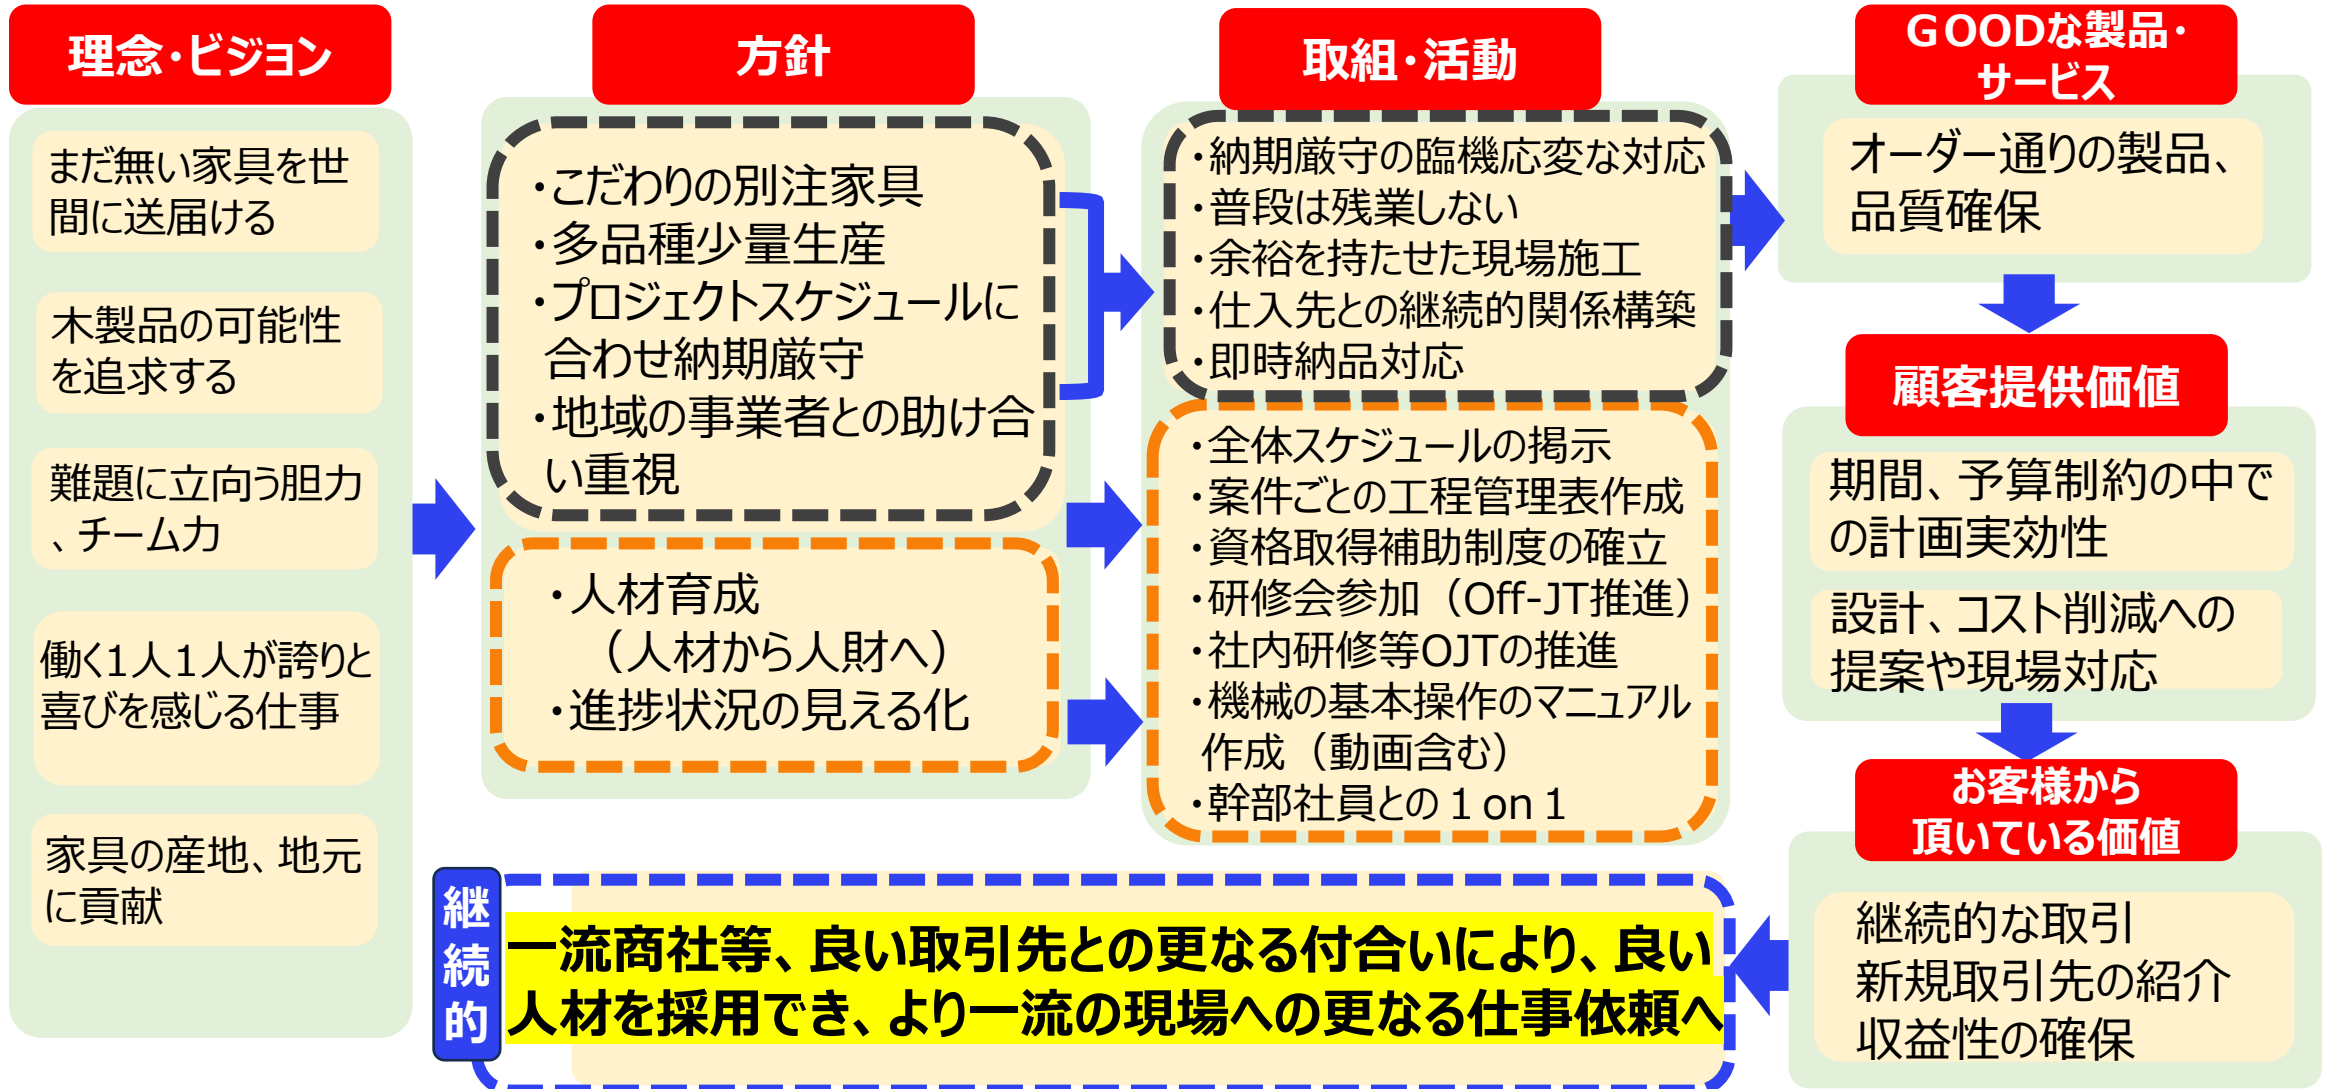 理念・ビジョン
まだ無い家具を世
間に送届ける
木製品の可能性
を追求する
難題に立向う胆力
、チーム力
働く1人1人が誇りと
喜びを感じる仕事
家具の産地、地元
に貢献
方針
・こだわりの別注家具
・多品種少量生産
・プロジェクトスケジュールに
合わせ納期厳守
・地域の事業者との助け合
い重視
・人材育成
（人材から人財へ）
・進捗状況の見える化
取組・活動
・納期厳守の臨機応変な対応
・普段は残業しない
・余裕を持たせた現場施工
・仕入先との継続的関係構築
・即時納品対応
・全体スケジュールの掲示
・案件ごとの工程管理表作成
・資格取得補助制度の確立
・研修会参加（Off-JT推進）
・社内研修等OJTの推進
・機械の基本操作のマニュアル
作成（動画含む）
・幹部社員との１on１
ＧOODな製品・
サービス
オーダー通りの製品、
品質確保
顧客提供価値
期間、予算制約の中で
の計画実効性
設計、コスト削減への
提案や現場対応
お客様から
頂いている価値
継続的な取引
新規取引先の紹介
収益性の確保
継続的
一流商社等、良い取引先との更なる付合いにより、良い
人材を採用でき、より一流の現場への更なる仕事依頼へ